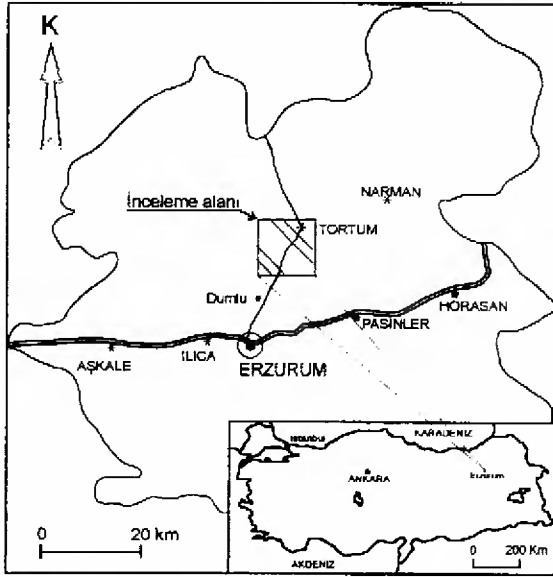 K
NARMAN
İnceleme alanı
TORTUM
Dumlu
HORASAN
PASİNLER
ILICA
AŞKALE
ERZURUM
İstanbul
KARADENİZ
ANKARA
Erzurum
AKDENİZ
0 20 km
0 200 Km